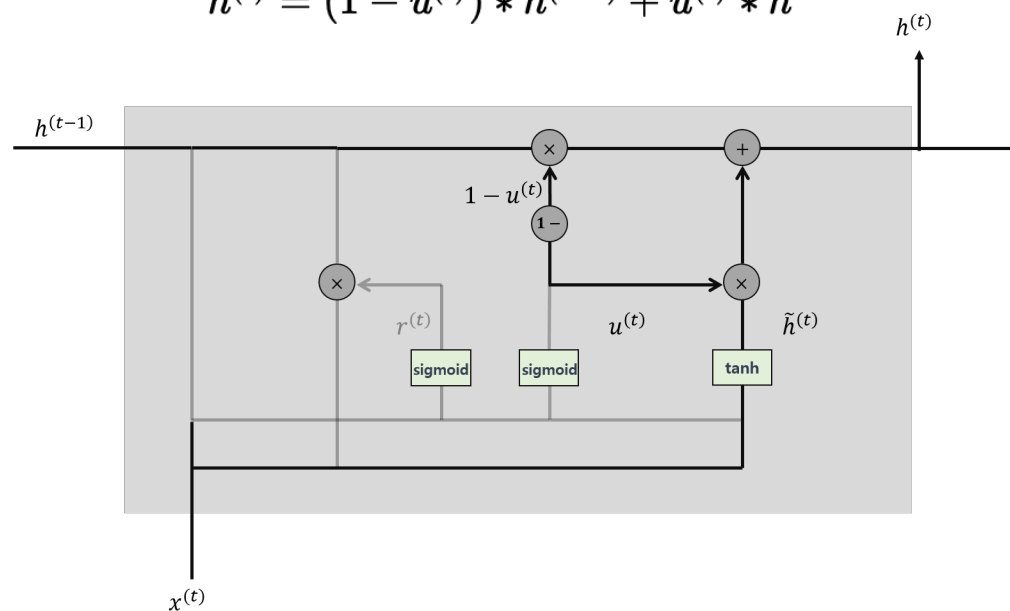 h⁽ᵗ⁾
h⁽ᵗ⁻¹⁾
×
+
1 − u⁽ᵗ⁾
1 −
×
×
r⁽ᵗ⁾
u⁽ᵗ⁾
h̃⁽ᵗ⁾
sigmoid
sigmoid
tanh
x⁽ᵗ⁾